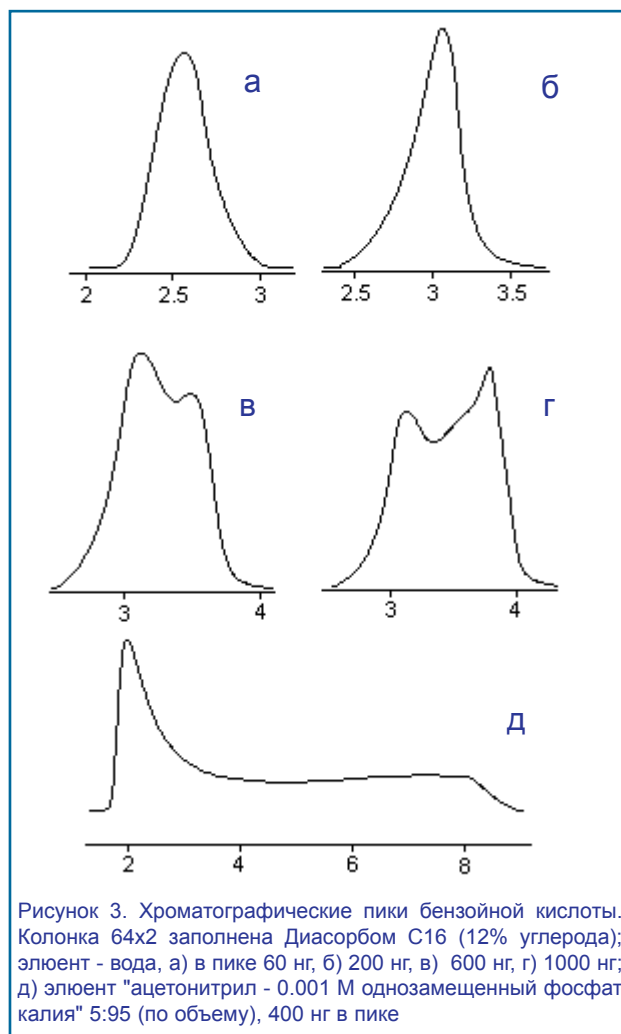 а
б
2 2.5 3
2.5 3 3.5
в
г
3 4
3 4
д
2 4 6 8
Рисунок 3. Хроматографические пики бензойной кислоты.
Колонка 64x2 заполнена Диасорбом С16 (12% углерода);
элюент - вода, а) в пике 60 нг, б) 200 нг, в) 600 нг, г) 1000 нг;
д) элюент "ацетонитрил - 0.001 М однозамещенный фосфат
калия" 5:95 (по объему), 400 нг в пике